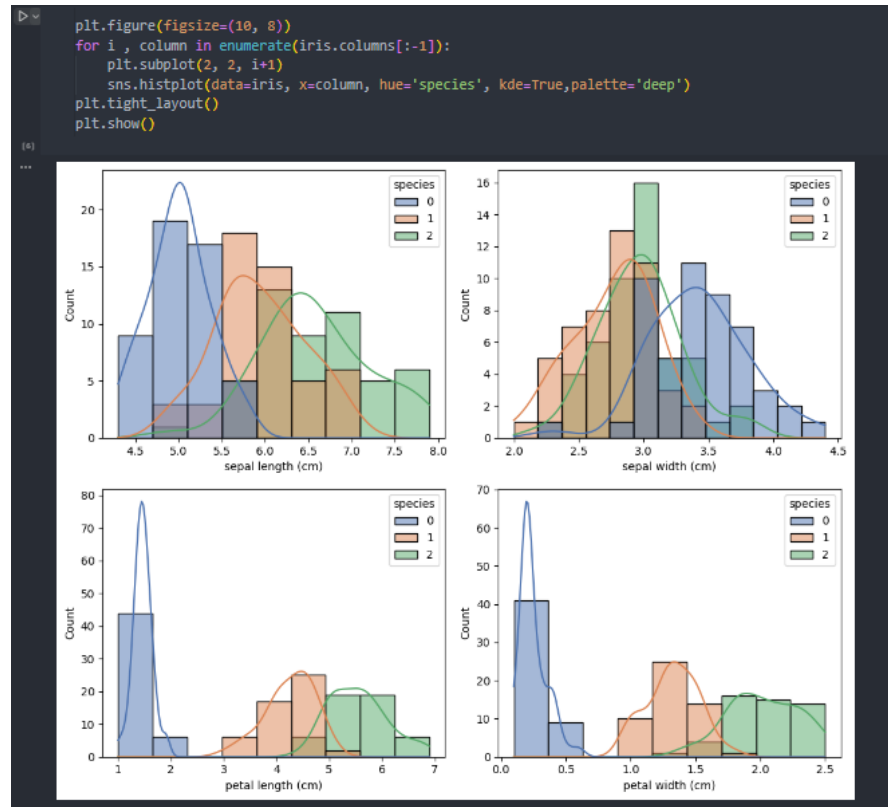 plt.figure(figsize=(10, 8))
for i , column in enumerate(iris.columns[:-1]):
    plt.subplot(2, 2, i+1)
    sns.histplot(data=iris, x=column, hue='species', kde=True,palette='deep')
plt.tight_layout()
plt.show()
[6]
...
species
0
1
2
20
15
10
5
0
Count
4.5 5.0 5.5 6.0 6.5 7.0 7.5 8.0
sepal length (cm)
species
0
1
2
16
14
12
10
8
6
4
2
0
Count
2.0 2.5 3.0 3.5 4.0 4.5
sepal width (cm)
species
0
1
2
80
70
60
50
40
30
20
10
0
Count
1 2 3 4 5 6 7
petal length (cm)
species
0
1
2
70
60
50
40
30
20
10
0
Count
0.0 0.5 1.0 1.5 2.0 2.5
petal width (cm)